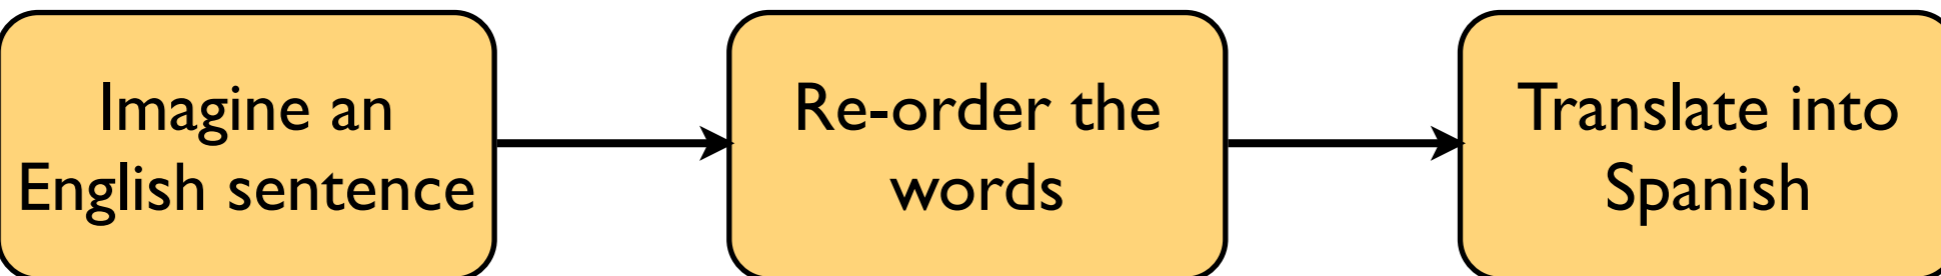 Imagine an
English sentence
Re-order the
words
Translate into
Spanish